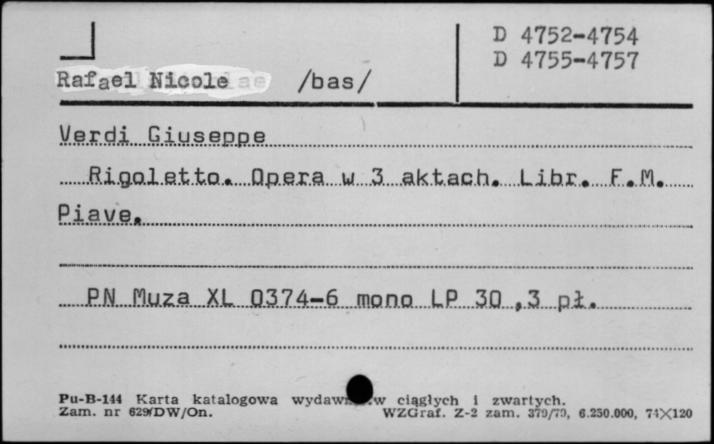 D 4752-4754
D 4755-4757
Rafael Nicole /bas/
Verdi Giuseppe
Rigoletto. Opera w 3 aktach. Libr. F.M.
Piave.
PN Muza XL 0374-6 mono LP 30 ,3 pł.
Pu-B-144 Karta katalogowa ciągłych i zwartych.
Zam. nr 629/DW/On. WZGraf. Z-2 zam. 379/79, 6.250.000, 74×120